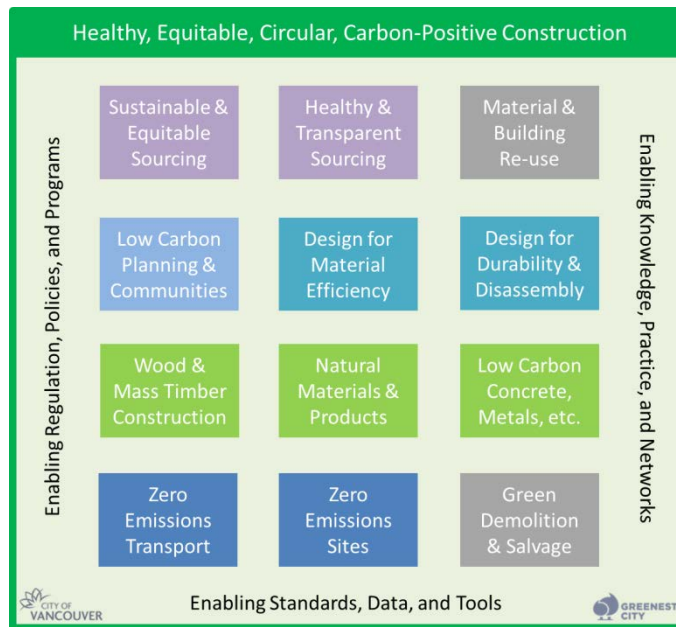 Healthy, Equitable, Circular, Carbon-Positive Construction
Enabling Regulation, Policies, and Programs
Sustainable &
Equitable
Sourcing
Healthy &
Transparent
Sourcing
Material &
Building
Re-use
Low Carbon
Planning &
Communities
Design for
Material
Efficiency
Design for
Durability &
Disassembly
Wood &
Mass Timber
Construction
Natural
Materials &
Products
Low Carbon
Concrete,
Metals, etc.
Zero
Emissions
Transport
Zero
Emissions
Sites
Green
Demolition
& Salvage
Enabling Knowledge, Practice, and Networks
CITY OF
VANCOUVER
Enabling Standards, Data, and Tools
GREENEST
CITY